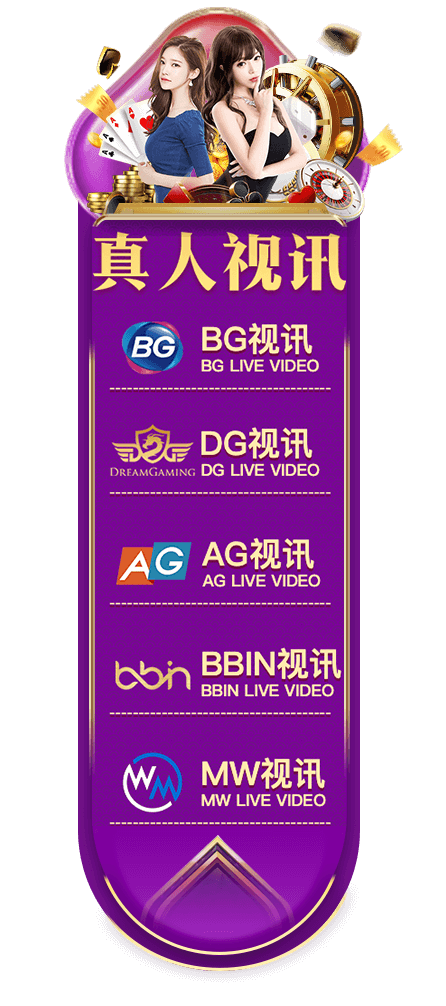 真人视讯
BG
BG视讯
BG LIVE VIDEO
DG
DREAMGAMING
DG视讯
DG LIVE VIDEO
AG
AG视讯
AG LIVE VIDEO
bbin
BBIN视讯
BBIN LIVE VIDEO
WM
MW视讯
MW LIVE VIDEO